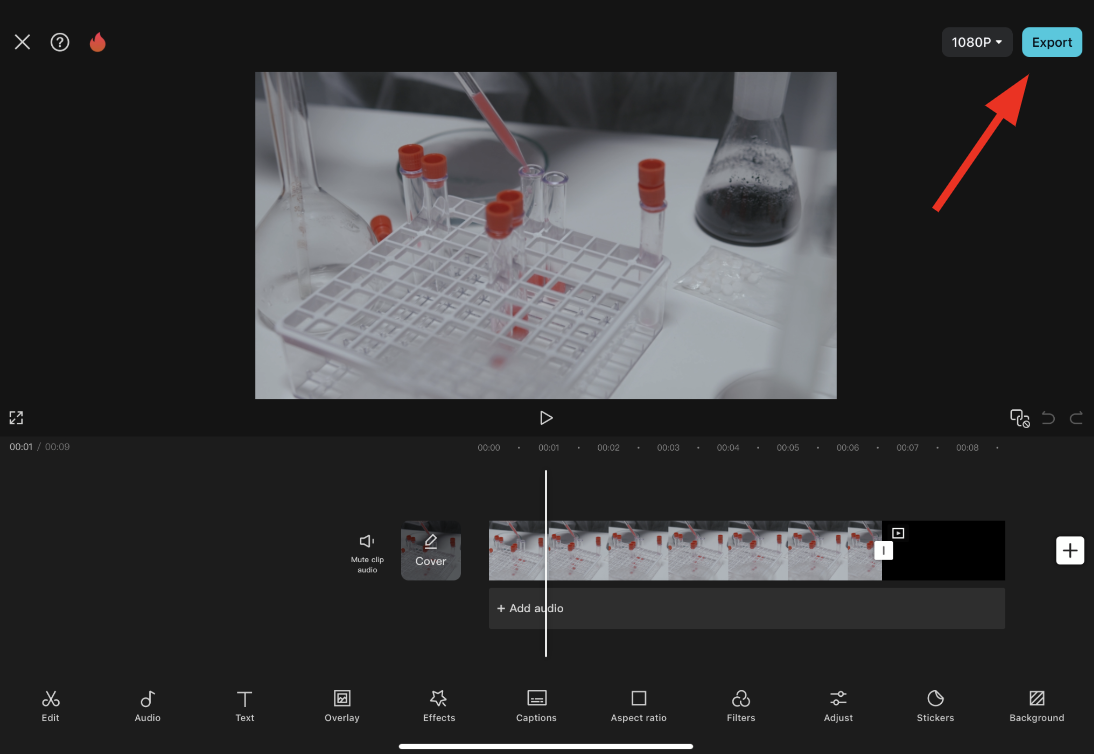 ?
1080P
Export
00:01 / 00:09
00:00 · 00:01 · 00:02 · 00:03 · 00:04 · 00:05 · 00:06 · 00:07 · 00:08 ·
Mute clip
audio
Cover
+ Add audio
Edit
Audio
Text
Overlay
Effects
Captions
Aspect ratio
Filters
Adjust
Stickers
Background